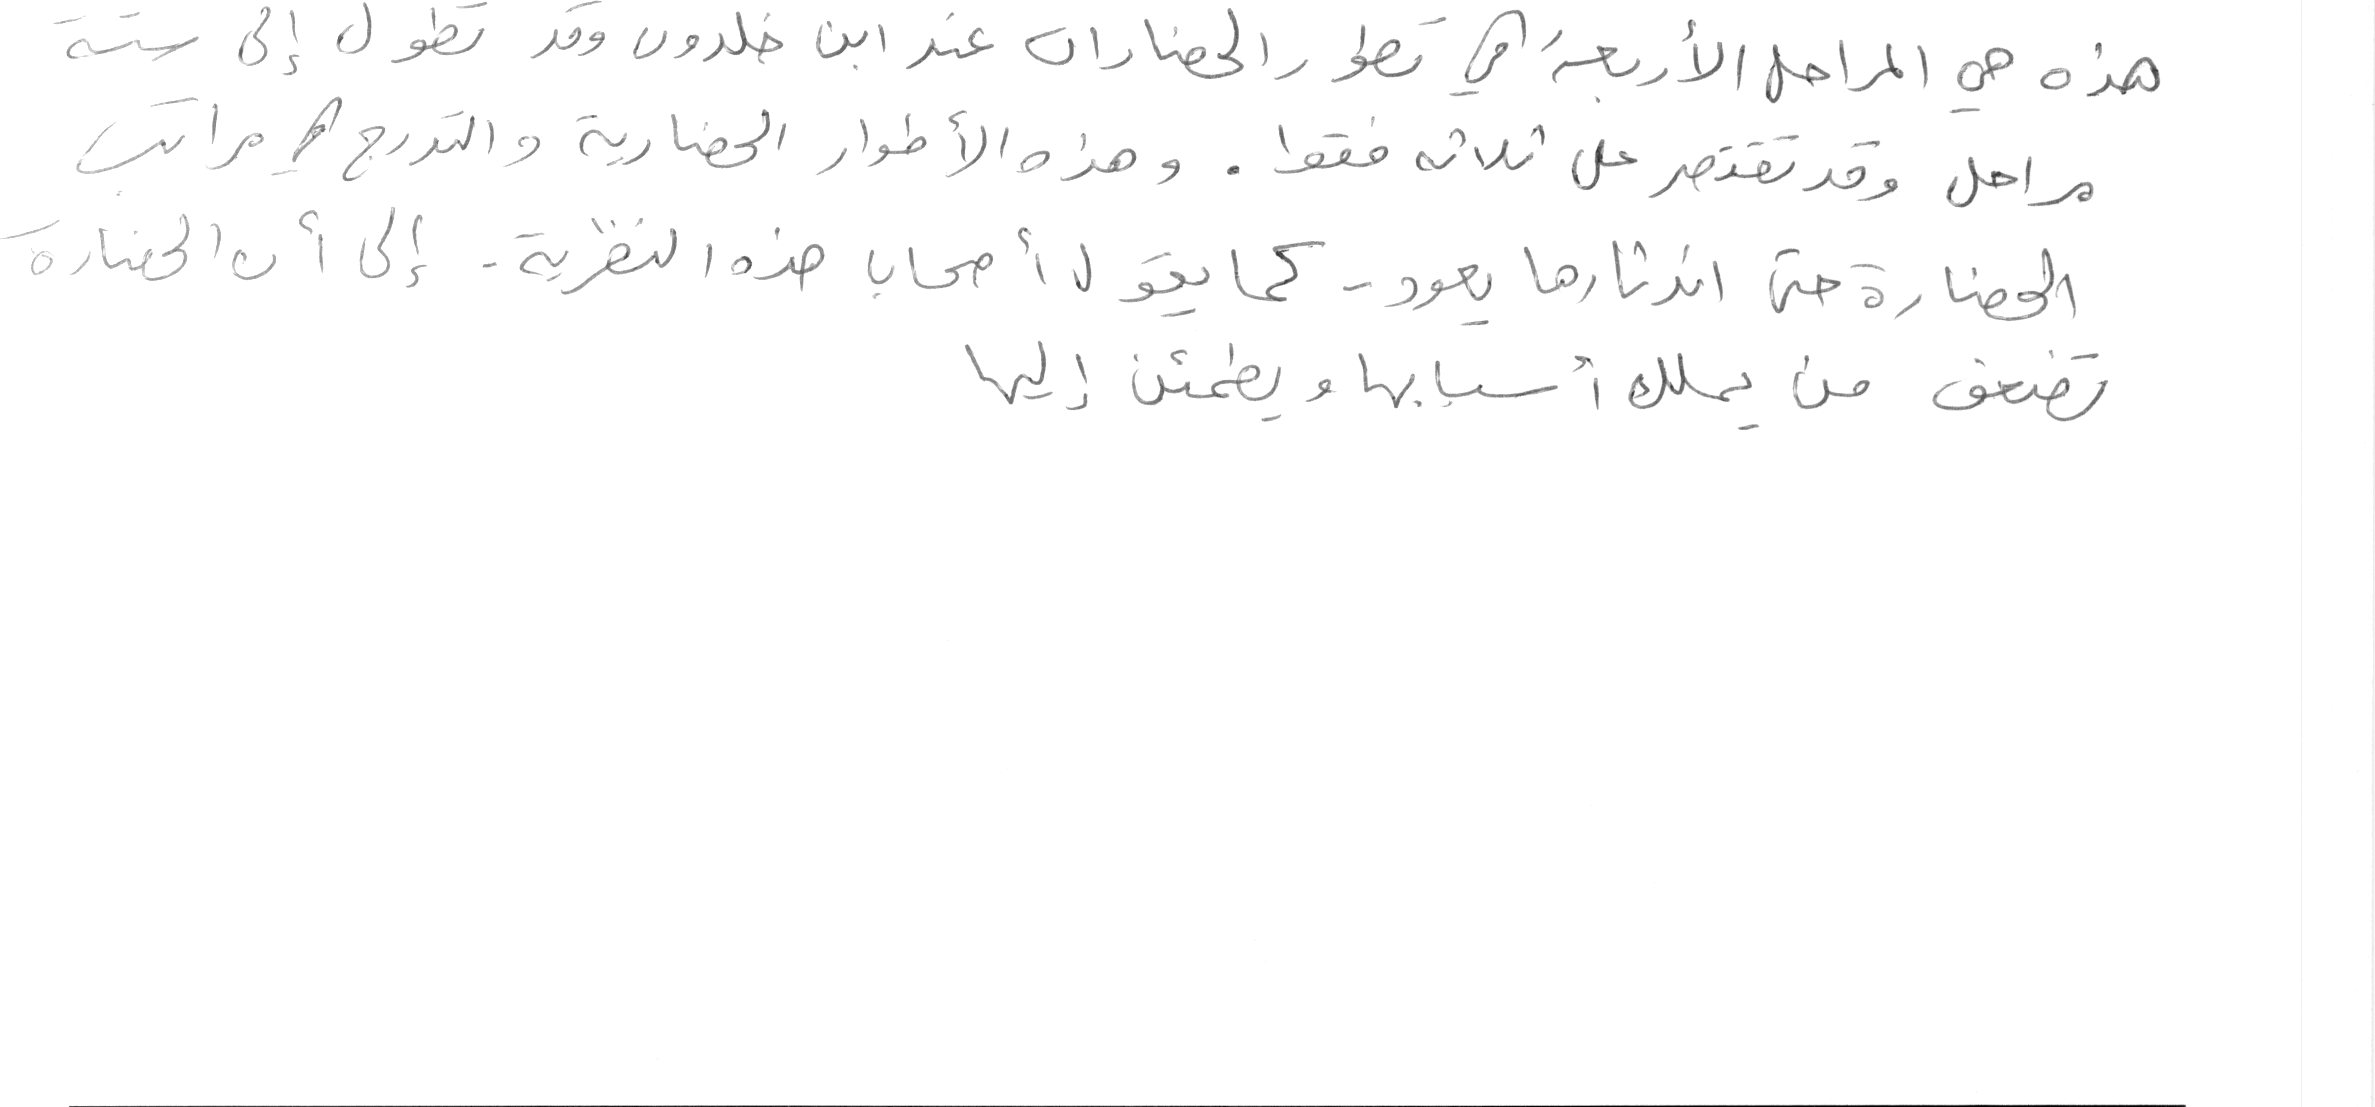 هذه هي المراحل الأربعة في تطور الحضارات عند ابن خلدون وقد تطول إلى ستة
مراحل وقد تقتصر على ثلاثه فقط. وهذه الأطوار الحضارية والتدرج في مراتب
الحضارة حتى اندثارها يعود - كما يقول أصحاب هذه النظرية - إلى أن الحضارة
تضعف من يملك أسبابها ويطمئن إليها